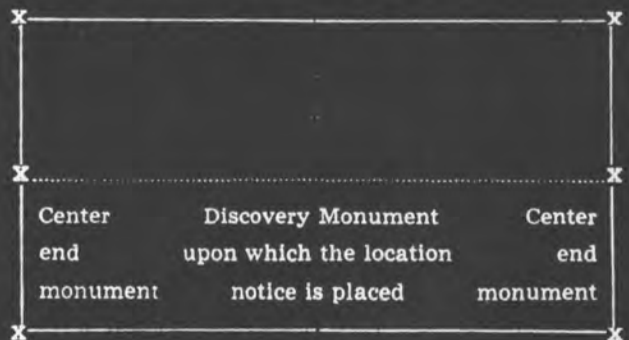 X X
X X
Center Discovery Monument Center
end upon which the location end
monument notice is placed monument
X X